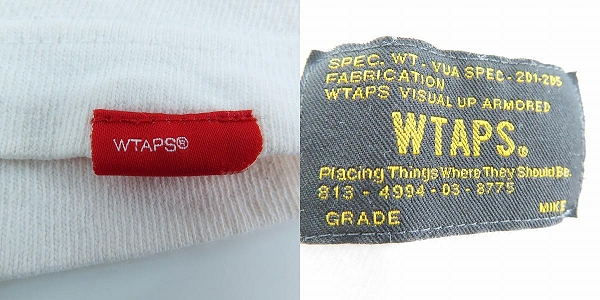 WTAPS®
SPEC. WT - VUA SPEC - 201-205
FABRICATION
WTAPS VISUAL UP ARMORED
WTAPS®
Placing Things Where They Should Be.
813 - 4994 - 03 - 8775
GRADE MIKE